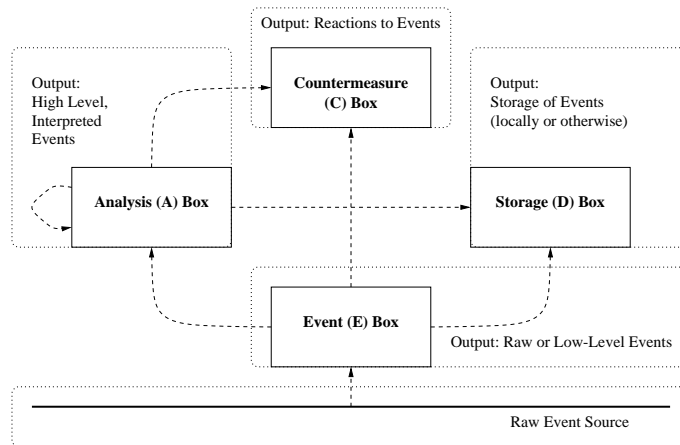 Output: Reactions to Events
Countermeasure
(C) Box
Output:
High Level,
Interpreted
Events
Output:
Storage of Events
(locally or otherwise)
Analysis (A) Box
Storage (D) Box
Event (E) Box
Output: Raw or Low-Level Events
Raw Event Source